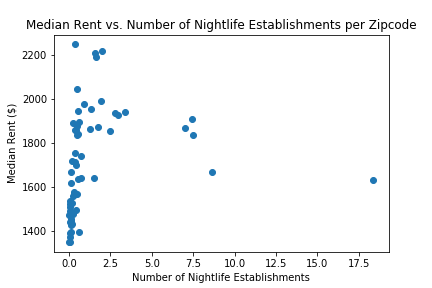 Median Rent vs. Number of Nightlife Establishments per Zipcode
Median Rent ($)
2200
2000
1800
1600
1400
0.0 2.5 5.0 7.5 10.0 12.5 15.0 17.5
Number of Nightlife Establishments